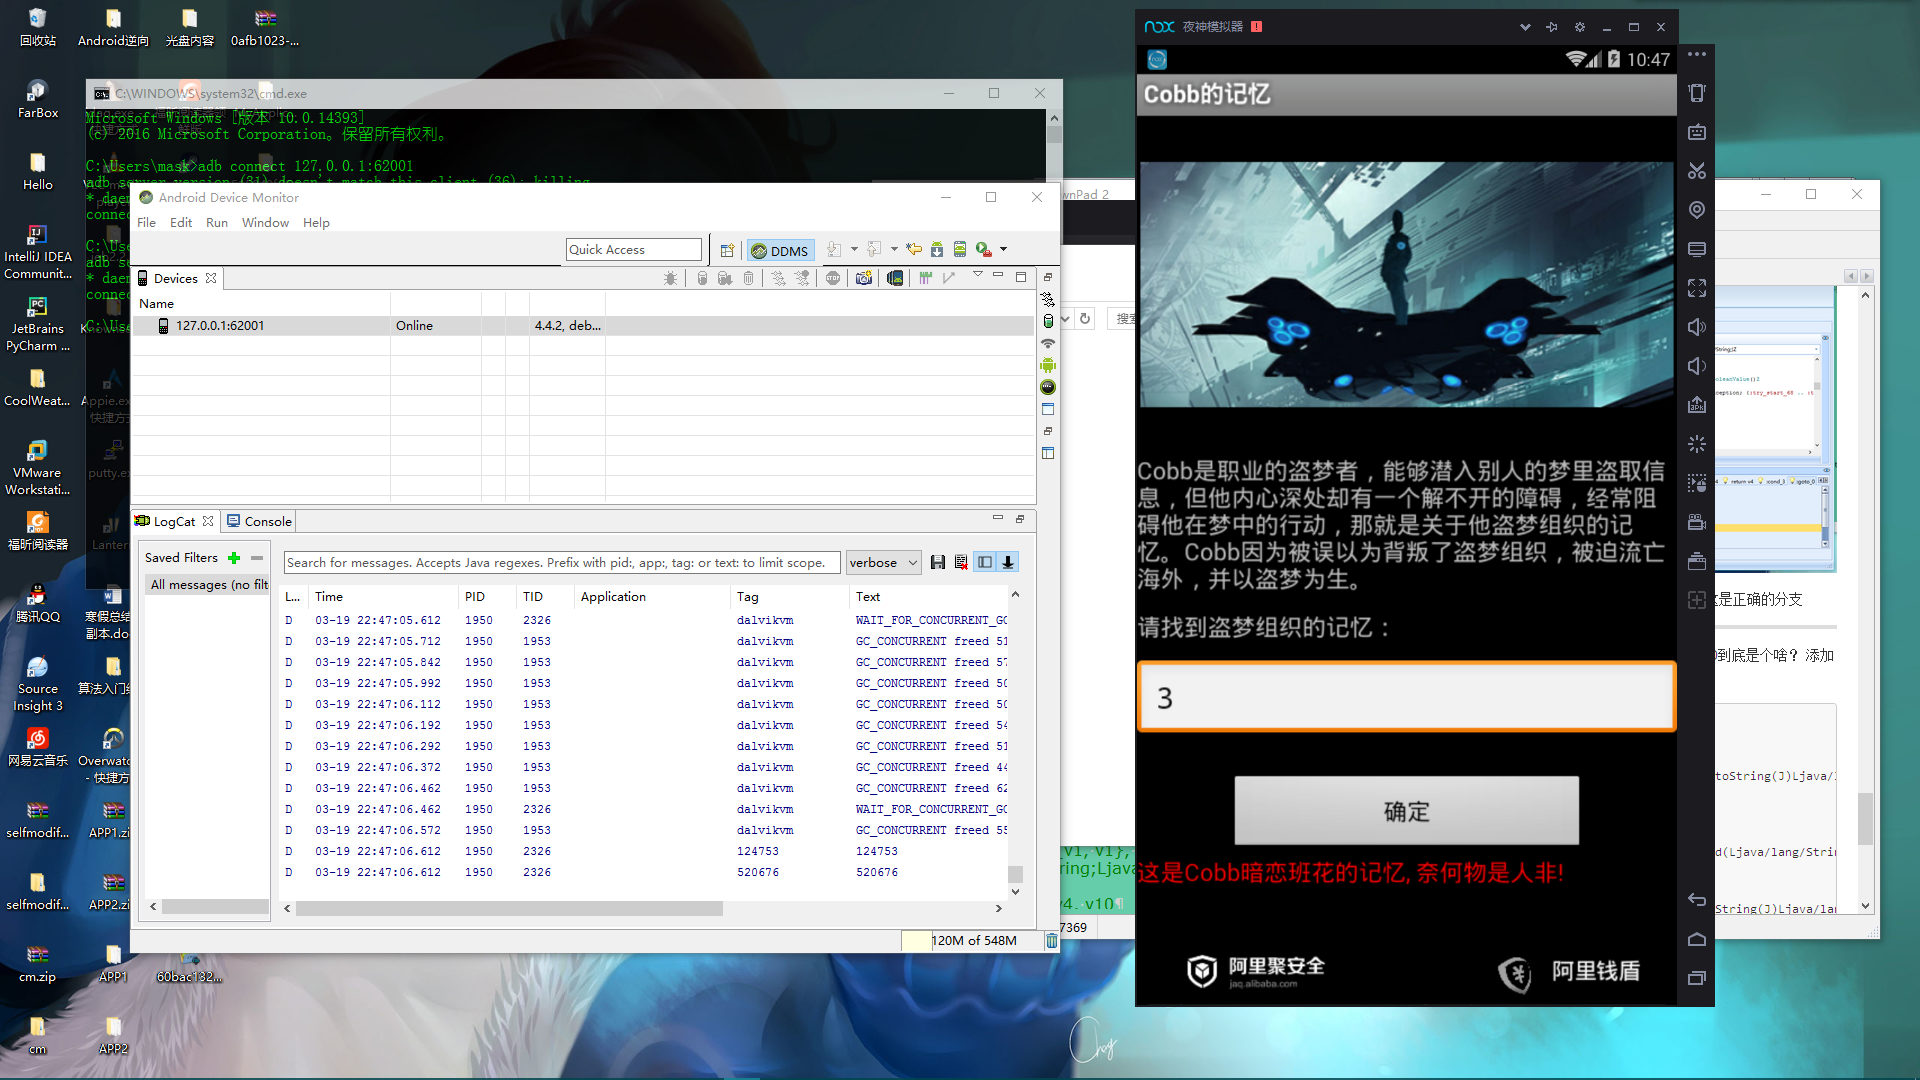 回收站
Android逆向
光盘内容
0afb1023-...
FarBox
Hello
IntelliJ IDEA
Communit...
JetBrains
PyCharm ...
CoolWeat...
VMware
Workstati...
putty.ex
福昕阅读器
Lanter
腾讯QQ
寒假总结
副本.do
Source
Insight 3
算法入门
网易云音乐
Overwatc
- 快捷方
selfmodif...
APP1.zi
selfmodif...
APP2.zi
cm.zip
APP1
60bac132...
cm
APP2
C:\WINDOWS\system32\cmd.exe
Microsoft Windows [版本 10.0.14393]
(c) 2016 Microsoft Corporation。保留所有权利。
C:\Users\mask>adb connect 127.0.0.1:62001
adb server version (31) doesn't match this client (36); killing
* daem
connec
C:\Use
adb se
* daem
connec
C:\Use
Android Device Monitor
File Edit Run Window Help
Quick Access
DDMS
Devices
Name
127.0.0.1:62001 Online 4.4.2, deb...
LogCat Console
Saved Filters
All messages (no filt
Search for messages. Accepts Java regexes. Prefix with pid:, app:, tag: or text: to limit scope.
verbose
L... Time PID TID Application Tag Text
D 03-19 22:47:05.612 1950 2326 dalvikvm WAIT_FOR_CONCURRENT_GC
D 03-19 22:47:05.712 1950 1953 dalvikvm GC_CONCURRENT freed 51
D 03-19 22:47:05.842 1950 1953 dalvikvm GC_CONCURRENT freed 57
D 03-19 22:47:05.992 1950 1953 dalvikvm GC_CONCURRENT freed 50
D 03-19 22:47:06.112 1950 1953 dalvikvm GC_CONCURRENT freed 50
D 03-19 22:47:06.192 1950 1953 dalvikvm GC_CONCURRENT freed 54
D 03-19 22:47:06.292 1950 1953 dalvikvm GC_CONCURRENT freed 51
D 03-19 22:47:06.372 1950 1953 dalvikvm GC_CONCURRENT freed 44
D 03-19 22:47:06.462 1950 1953 dalvikvm GC_CONCURRENT freed 62
D 03-19 22:47:06.462 1950 2326 dalvikvm WAIT_FOR_CONCURRENT_GC
D 03-19 22:47:06.572 1950 1953 dalvikvm GC_CONCURRENT freed 55
D 03-19 22:47:06.612 1950 2326 124753 124753
D 03-19 22:47:06.612 1950 2326 520676 520676
120M of 548M
wnPad 2
搜索
ring;Ljava
v4, v10
7369
nox 夜神模拟器
10:47
Cobb的记忆
Cobb是职业的盗梦者，能够潜入别人的梦里盗取信
息，但他内心深处却有一个解不开的障碍，经常阻
碍他在梦中的行动，那就是关于他盗梦组织的记
忆。Cobb因为被误以为背叛了盗梦组织，被迫流亡
海外，并以盗梦为生。
请找到盗梦组织的记忆：
3
确定
这是Cobb暗恋班花的记忆, 奈何物是人非!
阿里聚安全
jaq.alibaba.com
阿里钱盾
String;)Z
cleanValue()Z
return v4 :cond_3 :goto_0
这是正确的分支
到底是个啥？ 添加
toString(J)Ljava/l
d(Ljava/lang/Strin
String(J)Ljava/lan